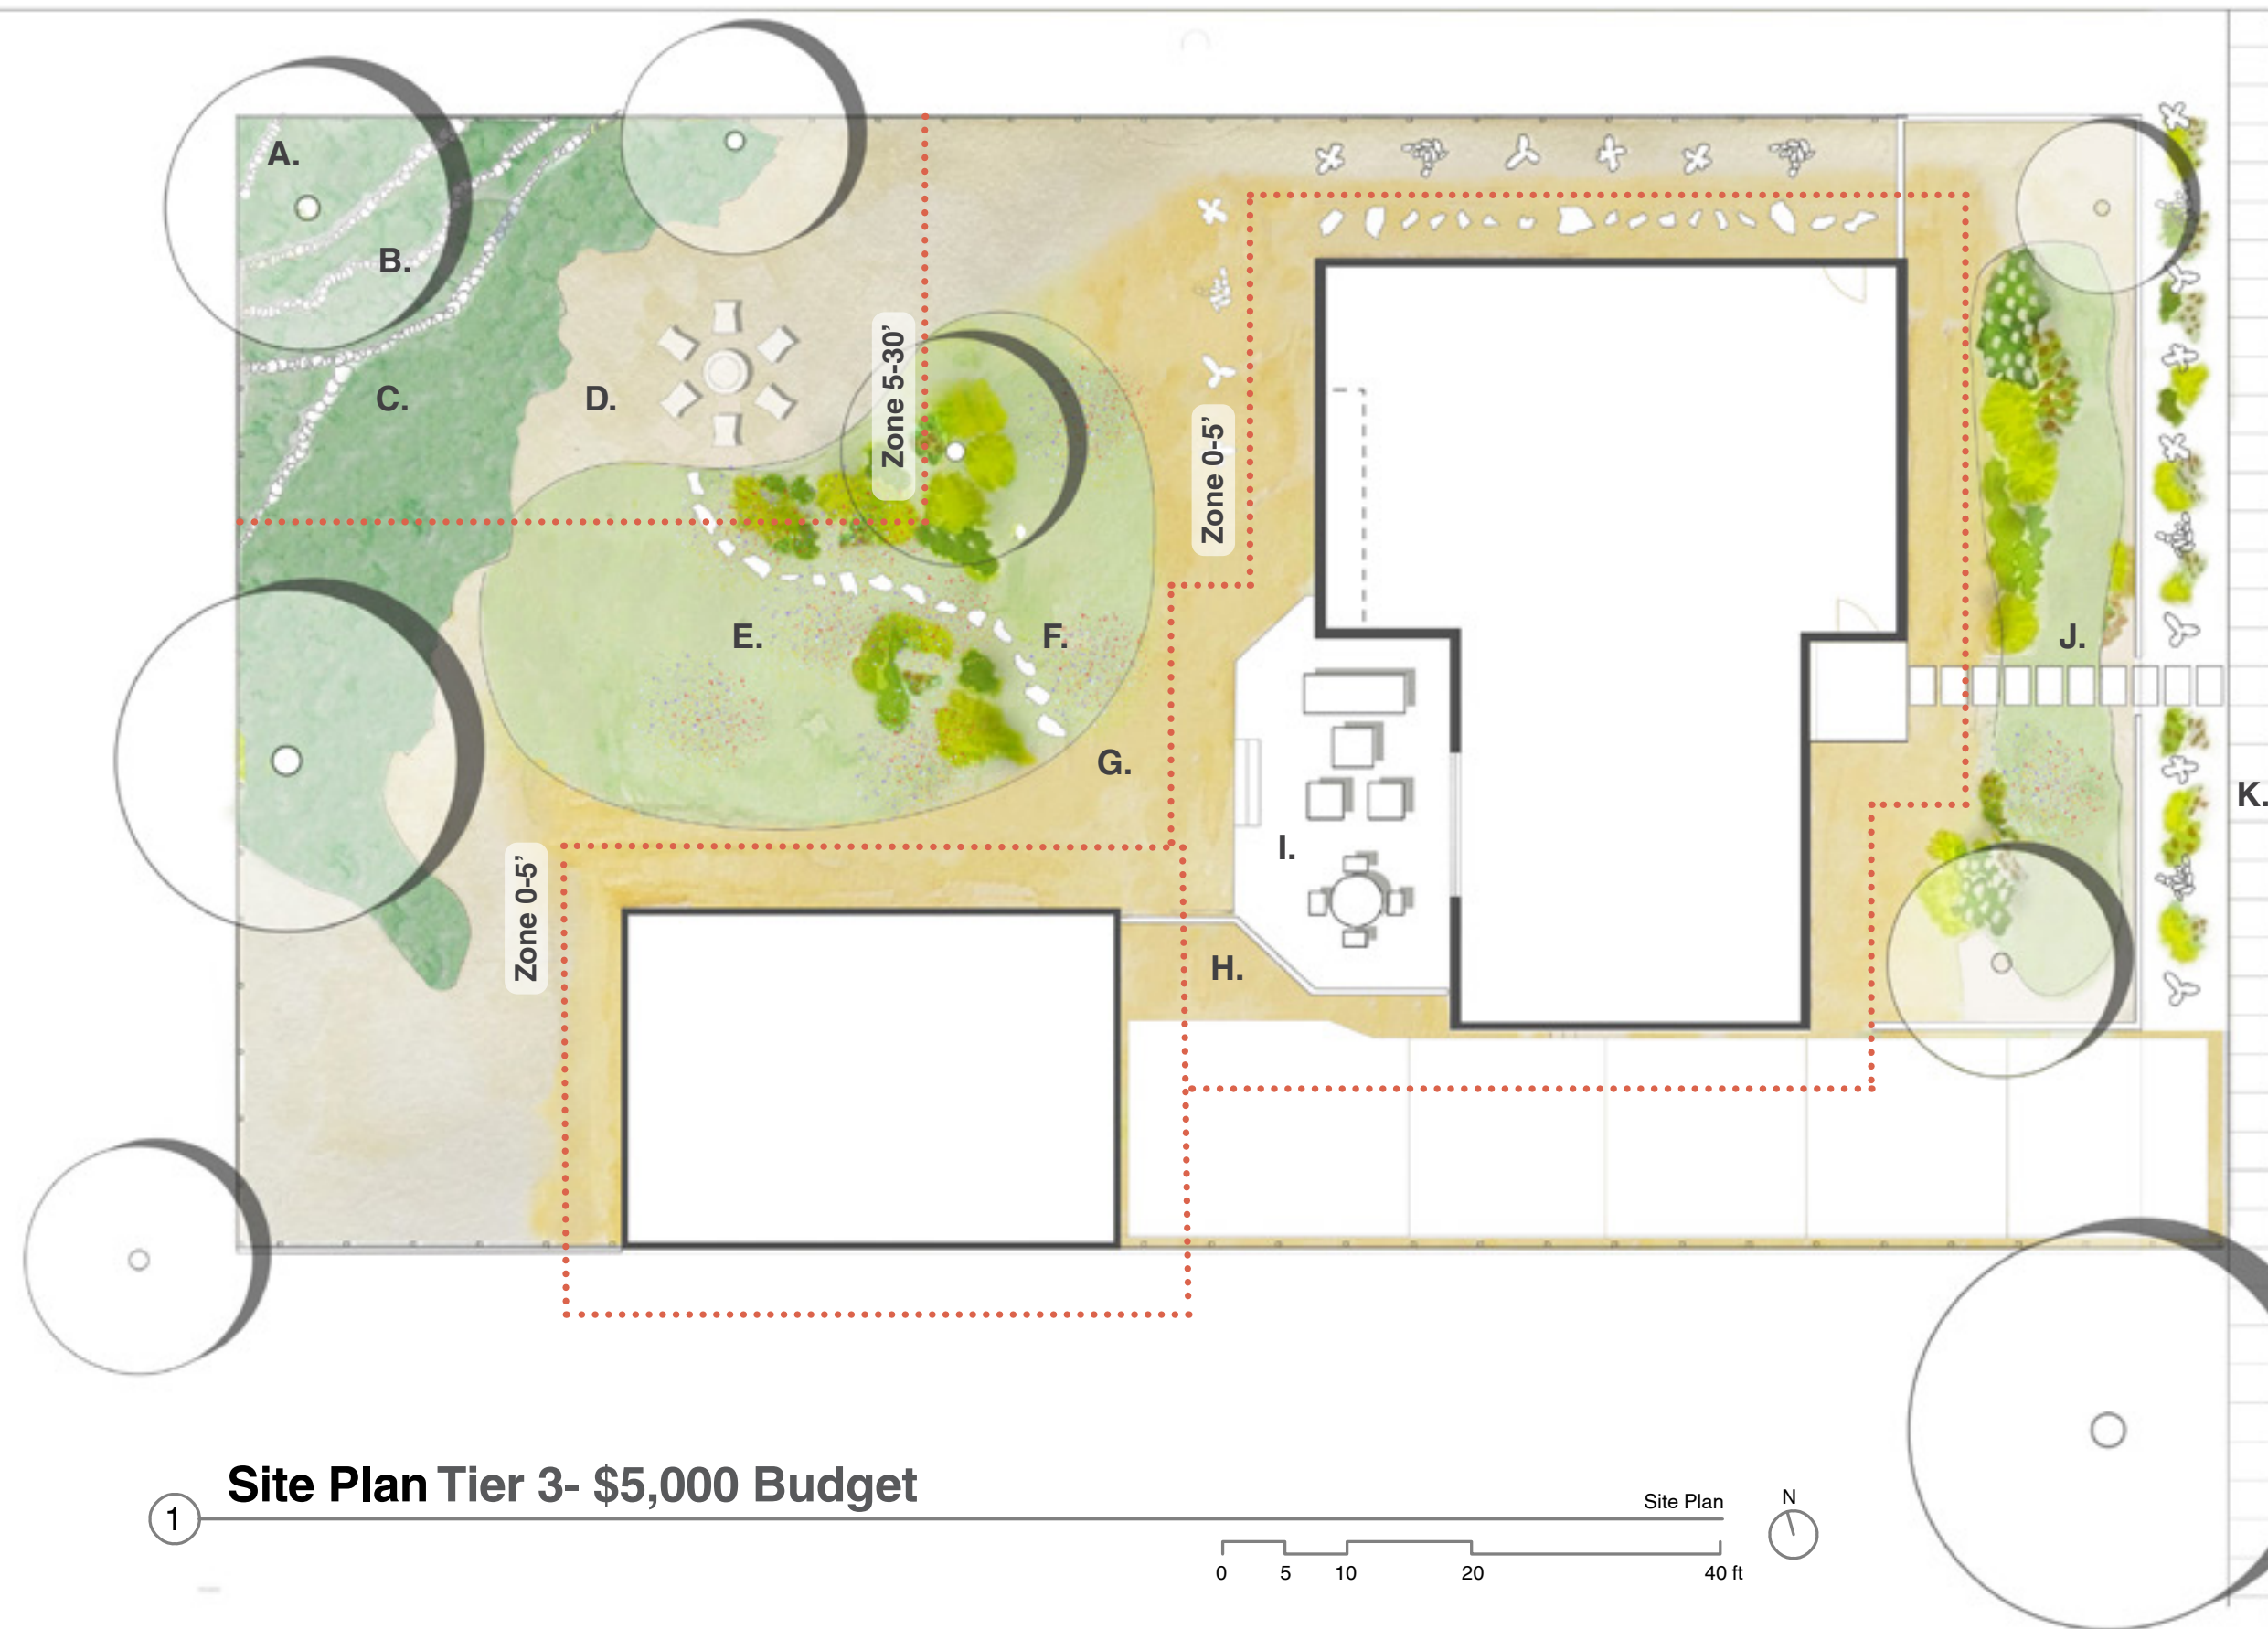 A.
B.
C.
D.
Zone 5-30’
Zone 0-5’
E.
F.
G.
J.
K.
I.
Zone 0-5’
H.
1
Site Plan Tier 3- $5,000 Budget
Site Plan
N
0 5 10 20 40 ft